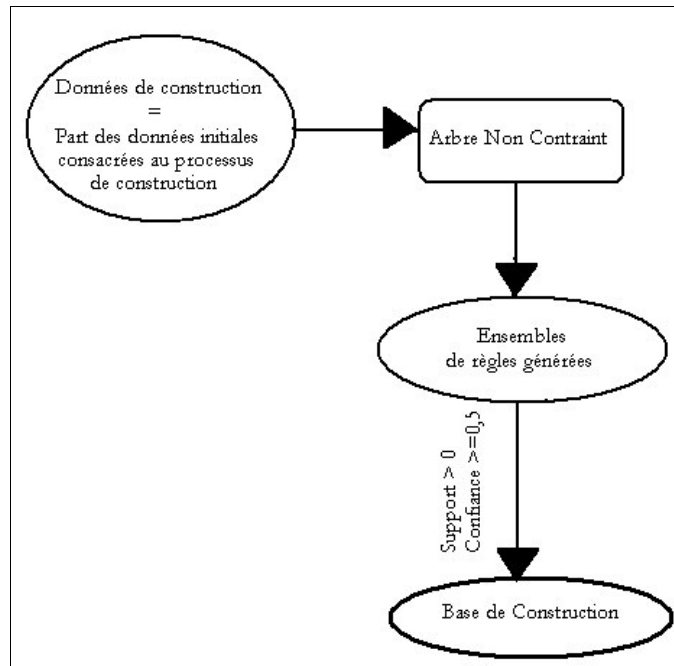 Données de construction
=
Part des données initiales
consacrées au processus
de construction
Arbre Non Contraint
Ensembles
de règles générées
Support > 0
Confiance >=0,5
Base de Construction